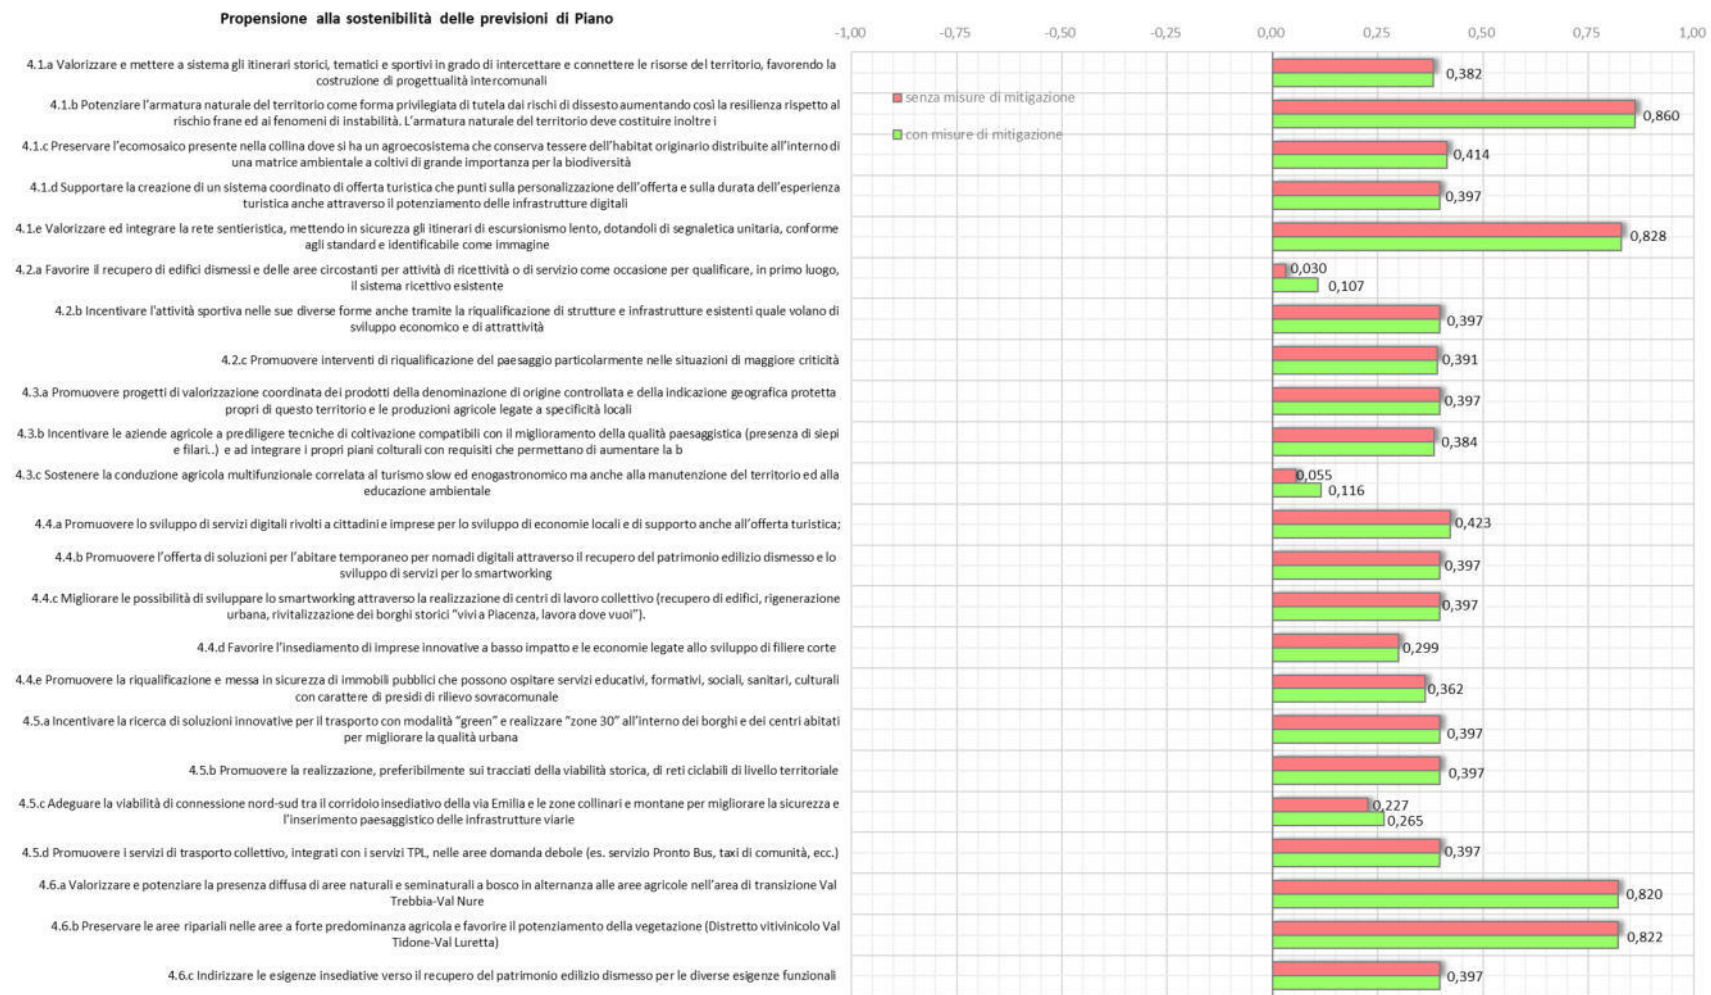 Propensione alla sostenibilità delle previsioni di Piano
-1,00 -0,75 -0,50 -0,25 0,00 0,25 0,50 0,75 1,00
senza misure di mitigazione
con misure di mitigazione
4.1.a Valorizzare e mettere a sistema gli itinerari storici, tematici e sportivi in grado di intercettare e connettere le risorse del territorio, favorendo la
costruzione di progettualità intercomunali
0,382
4.1.b Potenziare l'armatura naturale del territorio come forma privilegiata di tutela dai rischi di dissesto aumentando così la resilienza rispetto al
rischio frane ed ai fenomeni di instabilità. L'armatura naturale del territorio deve costituire inoltre i
0,860
4.1.c Preservare l'ecomosaico presente nella collina dove si ha un agroecosistema che conserva tessere dell'habitat originario distribuite all'interno di
una matrice ambientale a coltivi di grande importanza per la biodiversità
0,414
4.1.d Supportare la creazione di un sistema coordinato di offerta turistica che punti sulla personalizzazione dell'offerta e sulla durata dell'esperienza
turistica anche attraverso il potenziamento delle infrastrutture digitali
0,397
4.1.e Valorizzare ed integrare la rete sentieristica, mettendo in sicurezza gli itinerari di escursionismo lento, dotandoli di segnaletica unitaria, conforme
agli standard e identificabile come immagine
0,828
4.2.a Favorire il recupero di edifici dismessi e delle aree circostanti per attività di ricettività o di servizio come occasione per qualificare, in primo luogo,
il sistema ricettivo esistente
0,030
0,107
4.2.b Incentivare l'attività sportiva nelle sue diverse forme anche tramite la riqualificazione di strutture e infrastrutture esistenti quale volano di
sviluppo economico e di attrattività
0,397
4.2.c Promuovere interventi di riqualificazione del paesaggio particolarmente nelle situazioni di maggiore criticità
0,391
4.3.a Promuovere progetti di valorizzazione coordinata dei prodotti della denominazione di origine controllata e della indicazione geografica protetta
propri di questo territorio e le produzioni agricole legate a specificità locali
0,397
4.3.b Incentivare le aziende agricole a prediligere tecniche di coltivazione compatibili con il miglioramento della qualità paesaggistica (presenza di siepi
e filari..) e ad integrare i propri piani colturali con requisiti che permettano di aumentare la b
0,384
4.3.c Sostenere la conduzione agricola multifunzionale correlata al turismo slow ed enogastronomico ma anche alla manutenzione del territorio ed alla
educazione ambientale
0,055
0,116
4.4.a Promuovere lo sviluppo di servizi digitali rivolti a cittadini e imprese per lo sviluppo di economie locali e di supporto anche all'offerta turistica;
0,423
4.4.b Promuovere l'offerta di soluzioni per l'abitare temporaneo per nomadi digitali attraverso il recupero del patrimonio edilizio dismesso e lo
sviluppo di servizi per lo smartworking
0,397
4.4.c Migliorare le possibilità di sviluppare lo smartworking attraverso la realizzazione di centri di lavoro collettivo (recupero di edifici, rigenerazione
urbana, rivitalizzazione dei borghi storici "vivi a Piacenza, lavora dove vuoi").
0,397
4.4.d Favorire l'insediamento di imprese innovative a basso impatto e le economie legate allo sviluppo di filiere corte
0,299
4.4.e Promuovere la riqualificazione e messa in sicurezza di immobili pubblici che possono ospitare servizi educativi, formativi, sociali, sanitari, culturali
con carattere di presidi di rilievo sovracomunale
0,362
4.5.a Incentivare la ricerca di soluzioni innovative per il trasporto con modalità "green" e realizzare "zone 30" all'interno dei borghi e dei centri abitati
per migliorare la qualità urbana
0,397
4.5.b Promuovere la realizzazione, preferibilmente sui tracciati della viabilità storica, di reti ciclabili di livello territoriale
0,397
4.5.c Adeguare la viabilità di connessione nord-sud tra il corridoio insediativo della via Emilia e le zone collinari e montane per migliorare la sicurezza e
l'inserimento paesaggistico delle infrastrutture viarie
0,227
0,265
4.5.d Promuovere i servizi di trasporto collettivo, integrati con i servizi TPL, nelle aree domanda debole (es. servizio Pronto Bus, taxi di comunità, ecc.)
0,397
4.6.a Valorizzare e potenziare la presenza diffusa di aree naturali e seminaturali a bosco in alternanza alle aree agricole nell'area di transizione Val
Trebbia-Val Nure
0,820
4.6.b Preservare le aree ripariali nelle aree a forte predominanza agricola e favorire il potenziamento della vegetazione (Distretto vitivinicolo Val
Tidone-Val Luretta)
0,822
4.6.c Indirizzare le esigenze insediative verso il recupero del patrimonio edilizio dismesso per le diverse esigenze funzionali
0,397